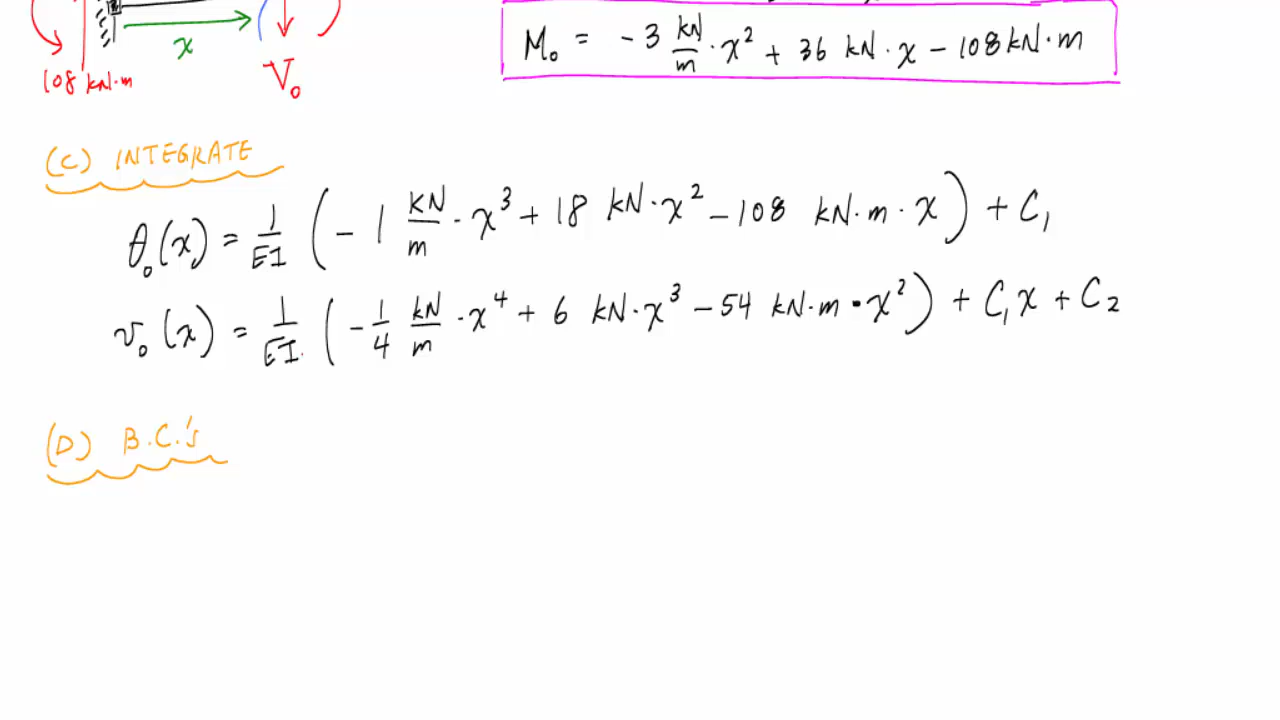 x
108 kN·m
V₀
M₀ = -3 kN/m · x² + 36 kN · x - 108 kN·m
(C) INTEGRATE
θ₀(x) = 1/EI ( -1 kN/m · x³ + 18 kN · x² - 108 kN·m · x ) + C₁
v₀(x) = 1/EI ( -1/4 kN/m · x⁴ + 6 kN · x³ - 54 kN·m · x² ) + C₁x + C₂
(D) B.C.'s